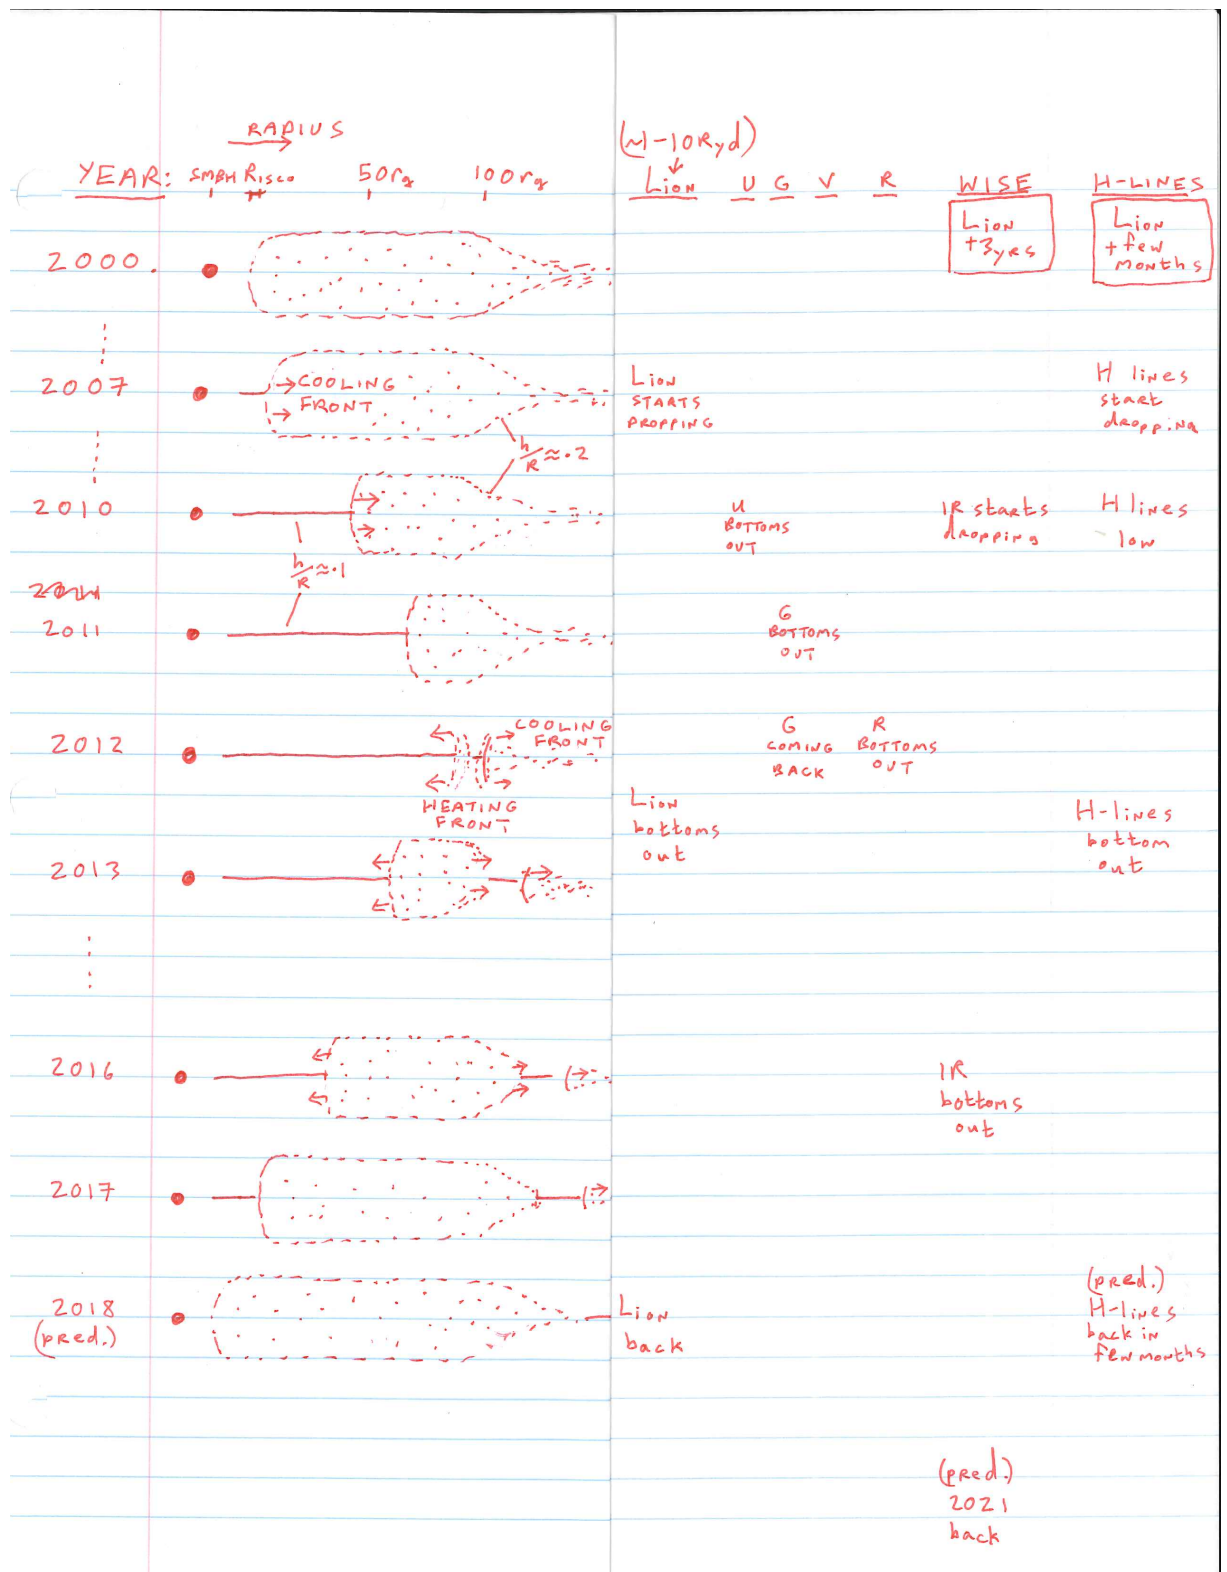 RADIUS
(~1-10Ryd)
YEAR: SMBH Risco 50rg 100rg Lion U G V R WISE H-LINES
Lion
+3yrs
Lion
+ few
months
2000
2007
COOLING
FRONT
Lion
STARTS
DROPPING
H lines
start
dropping
h/R≈.2
2010
U
BOTTOMS
OUT
IR starts
dropping
H lines
low
h/R≈.1
2011
G
BOTTOMS
OUT
2012
COOLING
FRONT
HEATING
FRONT
G
COMING
BACK
R
BOTTOMS
OUT
Lion
bottoms
out
H-lines
bottom
out
2013
2016
IR
bottoms
out
2017
2018
(pred.)
Lion
back
(pred.)
H-lines
back in
few months
(pred.)
2021
back